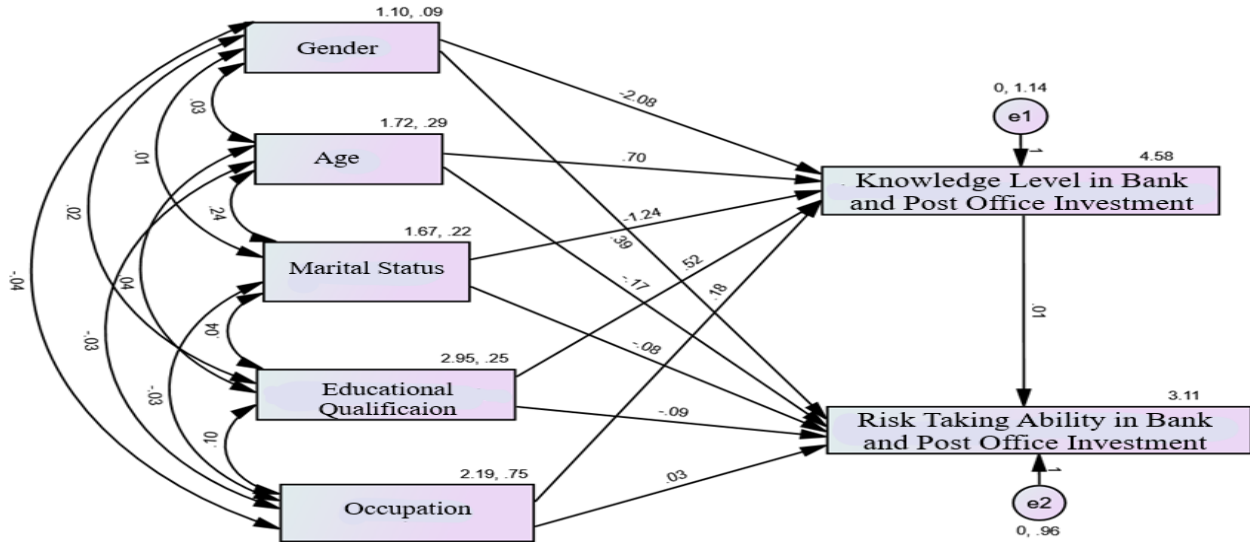 1.10, .09
Gender
-2.08
.03
0, 1.14
e1
1
1.72, .29
Age
.70
4.58
Knowledge Level in Bank
and Post Office Investment
.01
.24
-1.24
.39
.02
1.67, .22
Marital Status
.52
-.17
.18
-.04
.04
-.03
.01
.04
-.08
2.95, .25
Educational
Qualificaion
-.09
3.11
Risk Taking Ability in Bank
and Post Office Investment
-.03
.10
2.19, .75
Occupation
.03
1
e2
0, .96